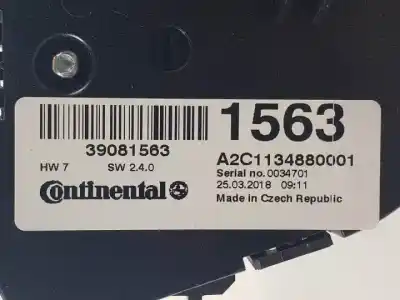 1563
39081563
HW 7 SW 2.4.0
A2C1134880001
Serial no. 0034701
25.03.2018 09:11
Continental
Made in Czech Republic